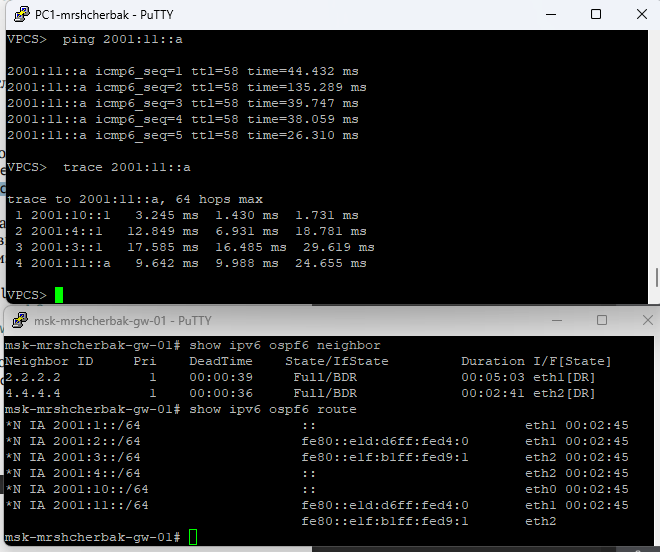 PC1-mrshcherbak - PuTTY
VPCS> ping 2001:11::a
2001:11::a icmp6_seq=1 ttl=58 time=44.432 ms
2001:11::a icmp6_seq=2 ttl=58 time=135.289 ms
2001:11::a icmp6_seq=3 ttl=58 time=39.747 ms
2001:11::a icmp6_seq=4 ttl=58 time=38.059 ms
2001:11::a icmp6_seq=5 ttl=58 time=26.310 ms
VPCS> trace 2001:11::a
trace to 2001:11::a, 64 hops max
1 2001:10::1 3.245 ms 1.430 ms 1.731 ms
2 2001:4::1 12.849 ms 6.931 ms 18.781 ms
3 2001:3::1 17.585 ms 16.485 ms 29.619 ms
4 2001:11::a 9.642 ms 9.988 ms 24.655 ms
VPCS>
msk-mrshcherbak-gw-01 - PuTTY
msk-mrshcherbak-gw-01# show ipv6 ospf6 neighbor
Neighbor ID Pri DeadTime State/IfState Duration I/F[State]
2.2.2.2 1 00:00:39 Full/BDR 00:05:03 eth1[DR]
4.4.4.4 1 00:00:36 Full/BDR 00:02:41 eth2[DR]
msk-mrshcherbak-gw-01# show ipv6 ospf6 route
*N IA 2001:1::/64 :: eth1 00:02:45
*N IA 2001:2::/64 fe80::e1d:d6ff:fed4:0 eth1 00:02:45
*N IA 2001:3::/64 fe80::e1f:b1ff:fed9:1 eth2 00:02:45
*N IA 2001:4::/64 :: eth2 00:02:45
*N IA 2001:10::/64 :: eth0 00:02:45
*N IA 2001:11::/64 fe80::e1d:d6ff:fed4:0 eth1 00:02:45
fe80::e1f:b1ff:fed9:1 eth2
msk-mrshcherbak-gw-01#